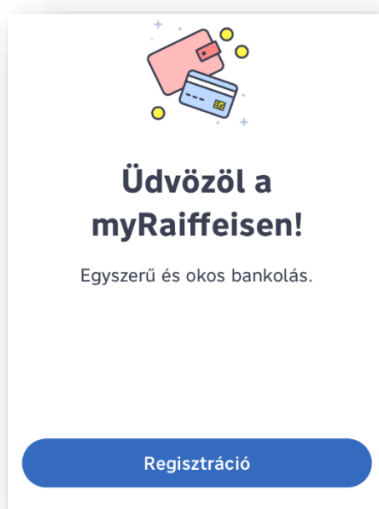 Üdvözöl a
myRaiffeisen!
Egyszerű és okos bankolás.
Regisztráció